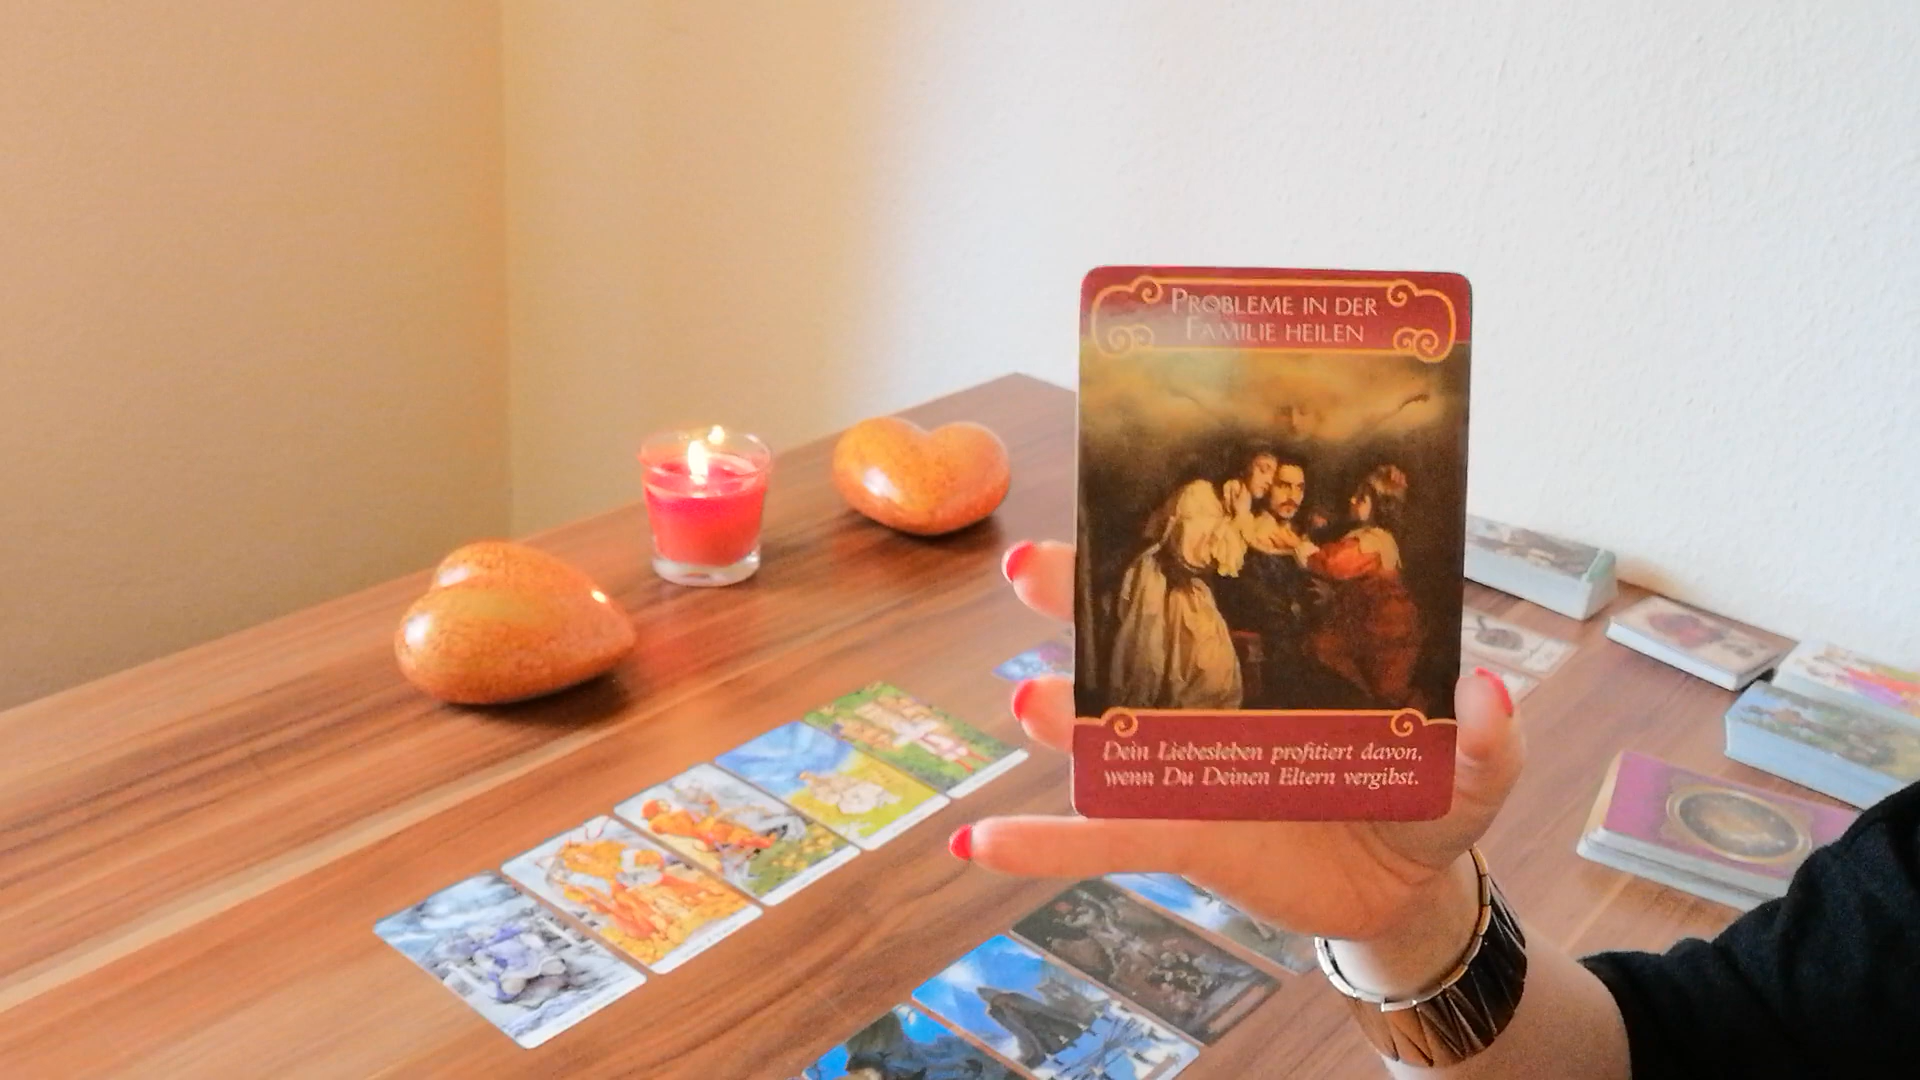 PROBLEME IN DER
FAMILIE HEILEN
Dein Liebesleben profitiert davon,
wenn Du Deinen Eltern vergibst.